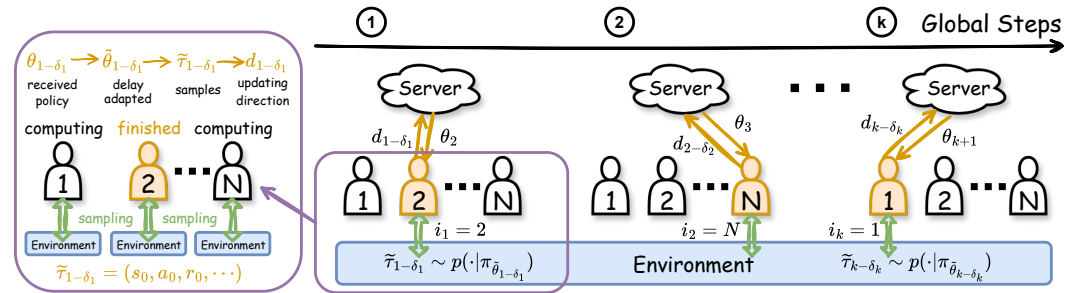 1 2 k Global Steps
θ_{1−δ_1} → θ̃_{1−δ_1} → τ̃_{1−δ_1} → d_{1−δ_1}
received policy
delay adapted
samples
updating direction
computing finished computing
1 2 ··· N
sampling sampling
Environment Environment Environment
τ̃_{1−δ_1} = (s_0, a_0, r_0, ···)
Server
d_{1−δ_1} θ_2
1 2 ··· N
i_1 = 2
τ̃_{1−δ_1} ∼ p(·|π_{θ̃_{1−δ_1}})
Server
d_{2−δ_2} θ_3
1 2 ··· N
i_2 = N
Environment
···
Server
d_{k−δ_k} θ_{k+1}
1 2 ··· N
i_k = 1
τ̃_{k−δ_k} ∼ p(·|π_{θ̃_{k−δ_k}})